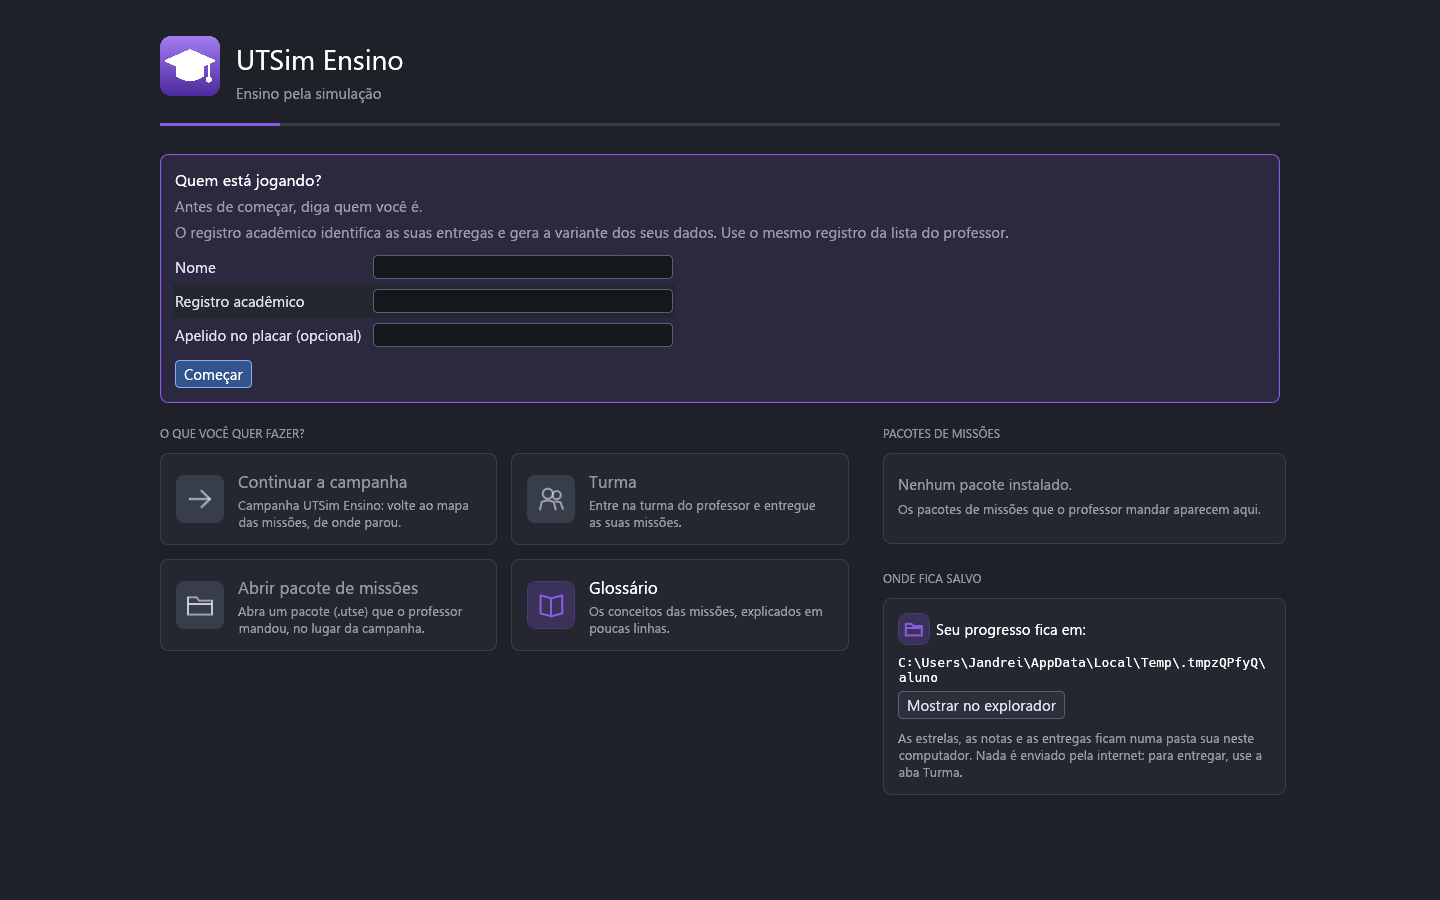 UTSim Ensino
Ensino pela simulação
Quem está jogando?
Antes de começar, diga quem você é.
O registro acadêmico identifica as suas entregas e gera a variante dos seus dados. Use o mesmo registro da lista do professor.
Nome
Registro acadêmico
Apelido no placar (opcional)
Começar
O QUE VOCÊ QUER FAZER?
Continuar a campanha
Campanha UTSim Ensino: volte ao mapa
das missões, de onde parou.
Turma
Entre na turma do professor e entregue
as suas missões.
Abrir pacote de missões
Abra um pacote (.utse) que o professor
mandou, no lugar da campanha.
Glossário
Os conceitos das missões, explicados em
poucas linhas.
PACOTES DE MISSÕES
Nenhum pacote instalado.
Os pacotes de missões que o professor mandar aparecem aqui.
ONDE FICA SALVO
Seu progresso fica em:
C:\Users\Jandrei\AppData\Local\Temp\.tmpzQPfyQ\
aluno
Mostrar no explorador
As estrelas, as notas e as entregas ficam numa pasta sua neste
computador. Nada é enviado pela internet: para entregar, use a
aba Turma.